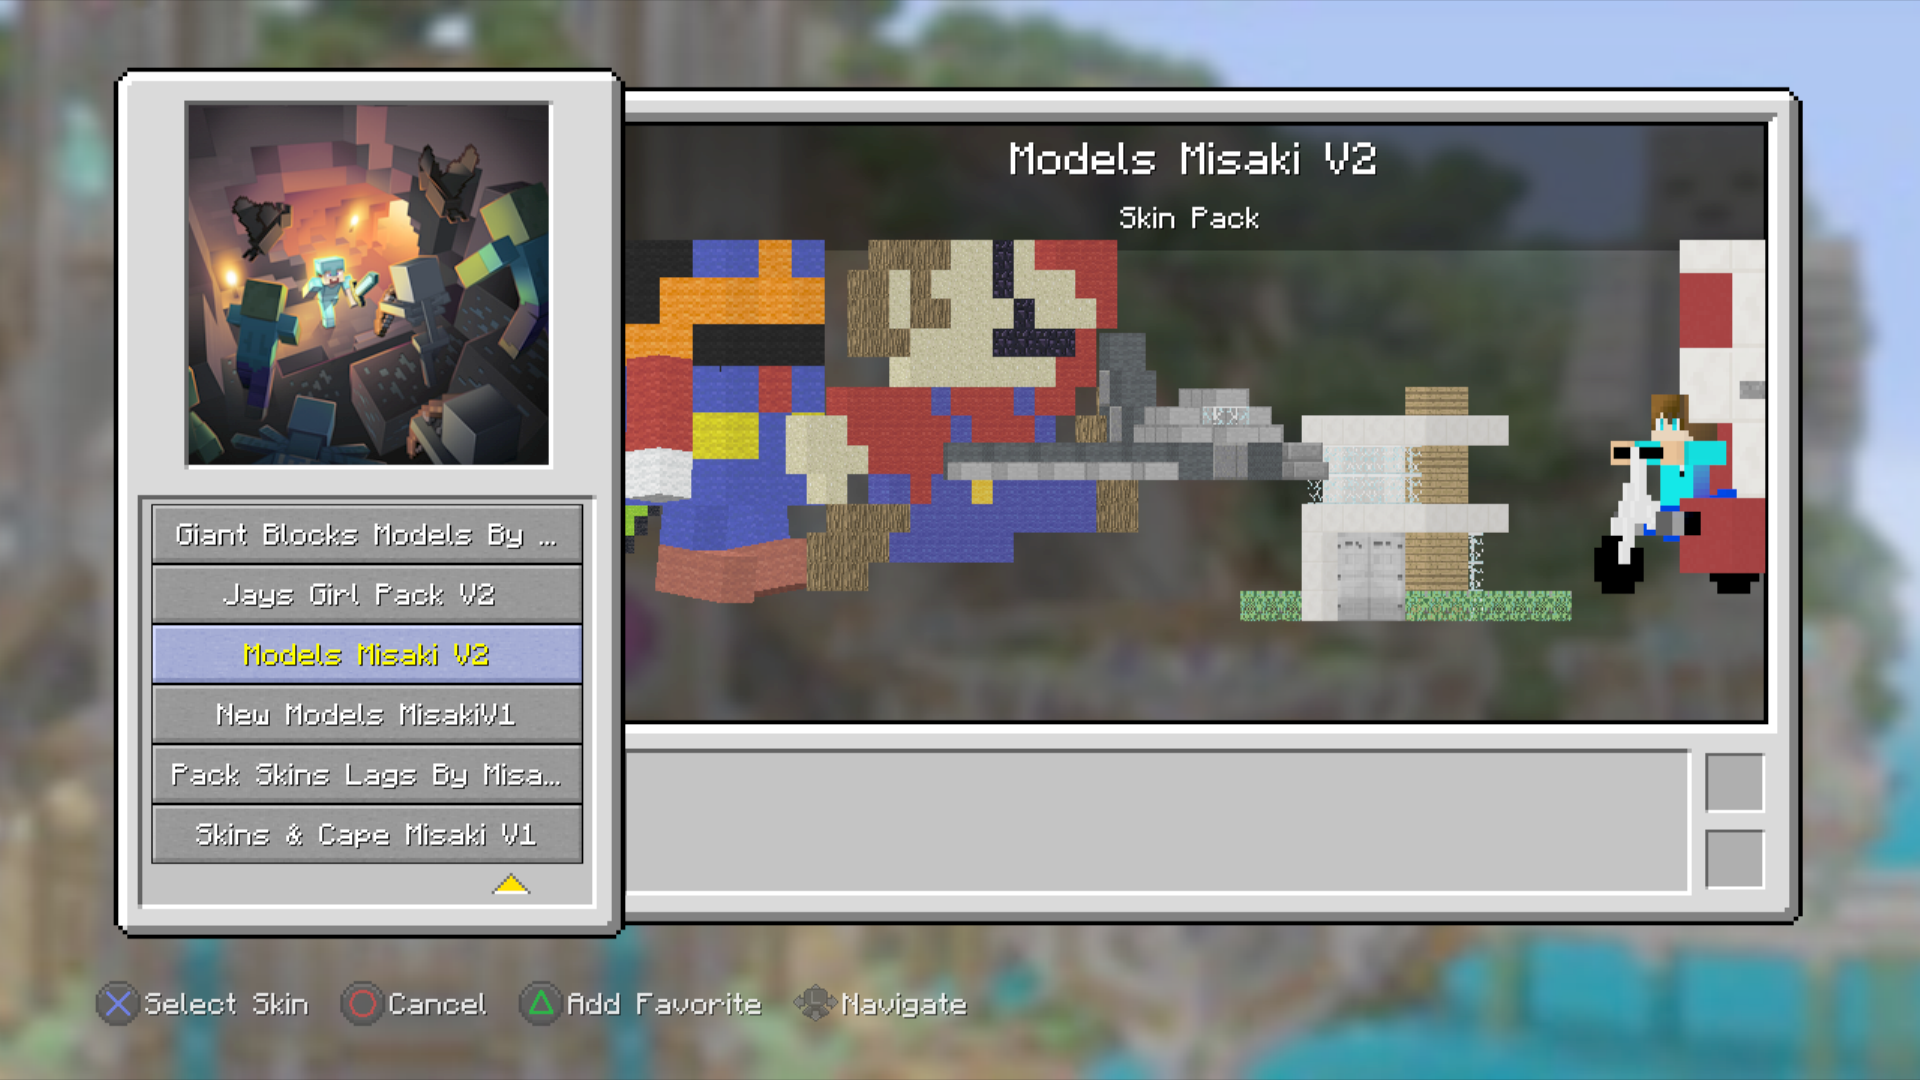 Models Misaki V2
Skin Pack
Giant Blocks Models By ...
Jays Girl Pack V2
Models Misaki V2
New Models MisakiV1
Pack Skins Lags By Misa...
Skins & Cape Misaki V1
Select Skin
Cancel
Add Favorite
L
Navigate